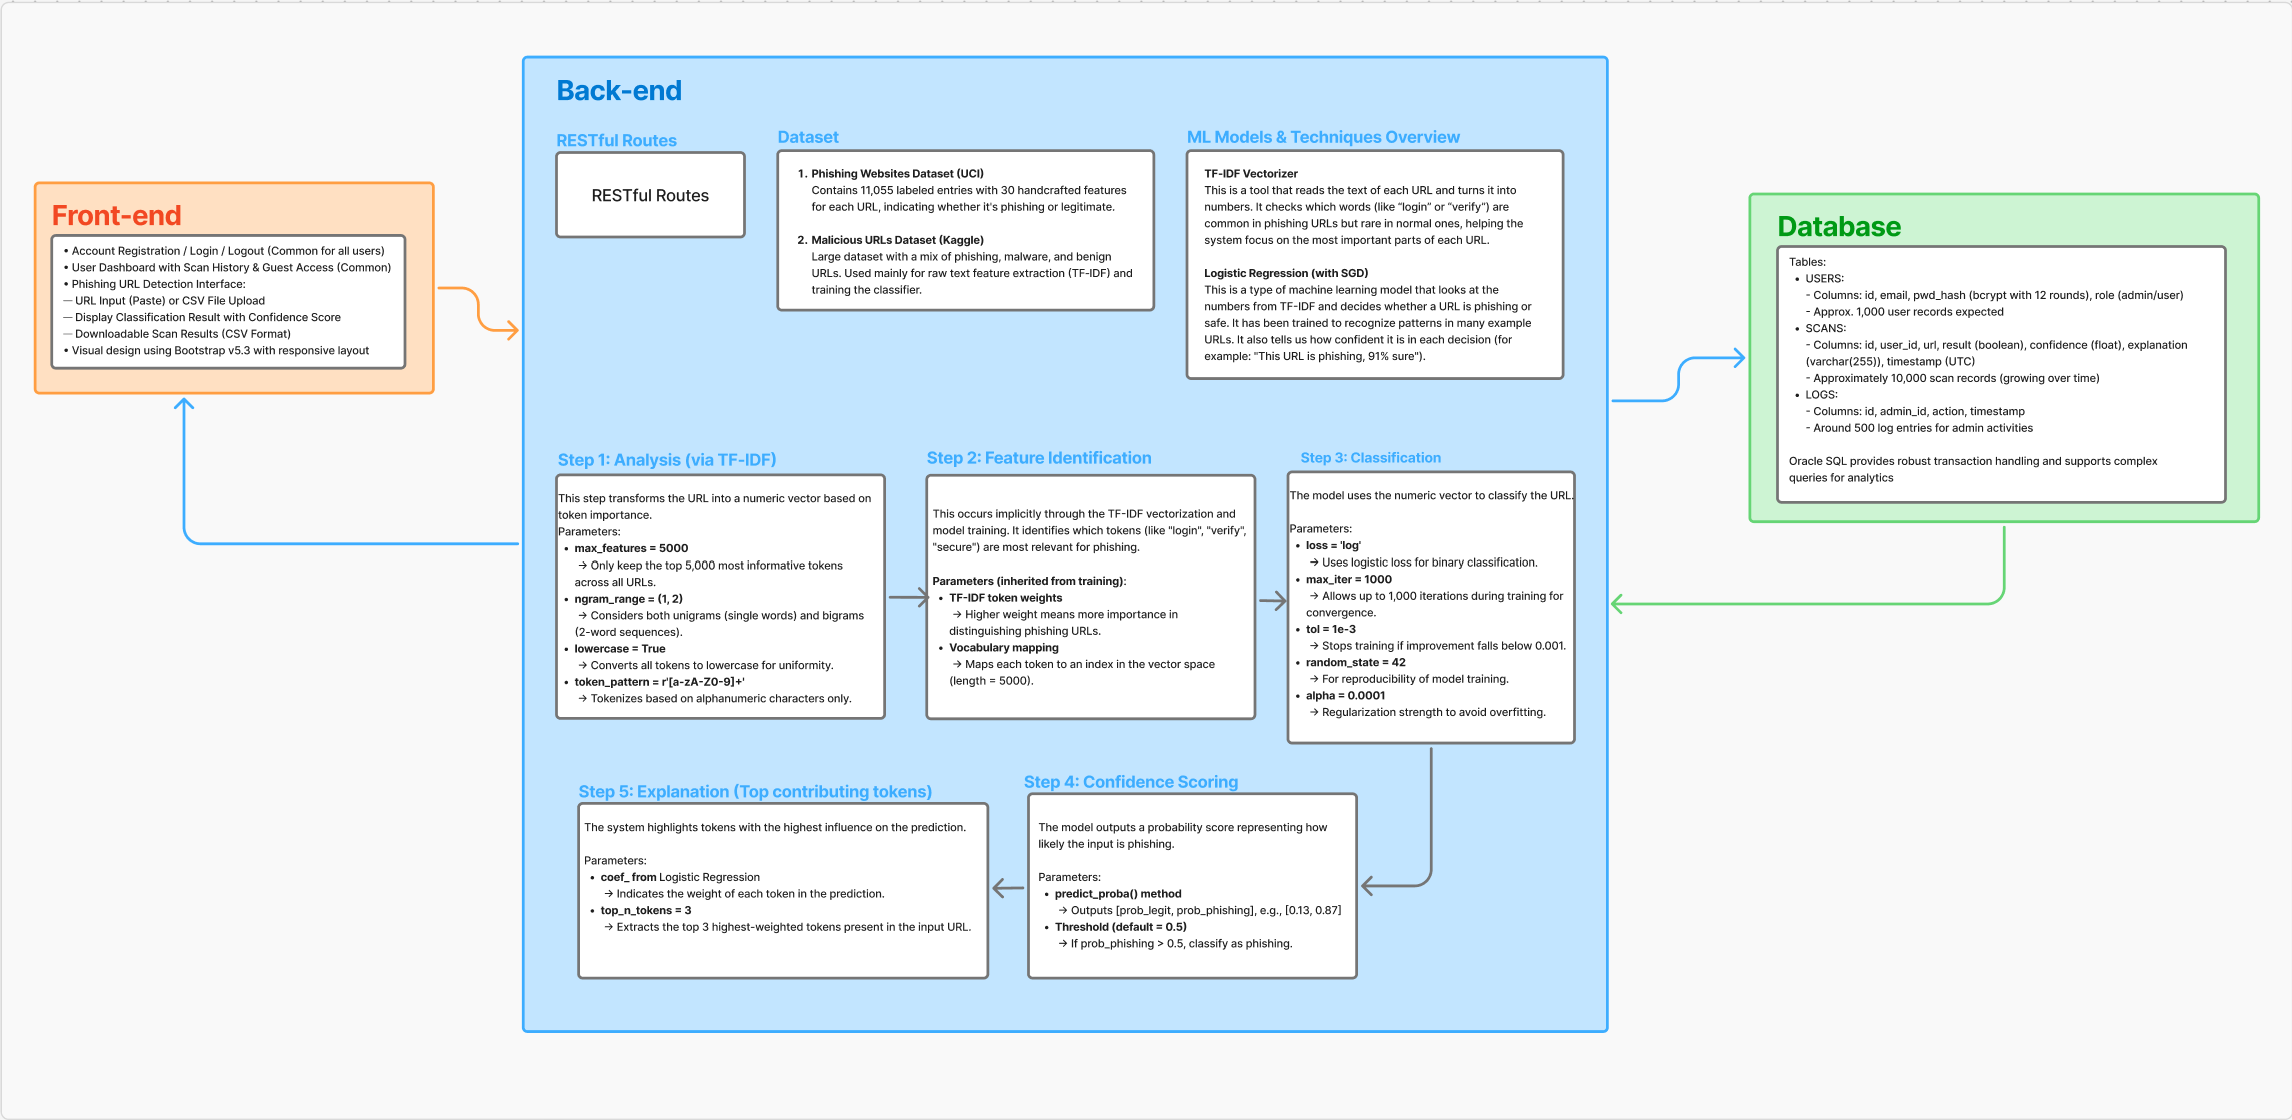 Front-end
• Account Registration / Login / Logout (Common for all users)
• User Dashboard with Scan History & Guest Access (Common)
• Phishing URL Detection Interface:
— URL Input (Paste) or CSV File Upload
— Display Classification Result with Confidence Score
— Downloadable Scan Results (CSV Format)
• Visual design using Bootstrap v5.3 with responsive layout
Back-end
RESTful Routes
RESTful Routes
Dataset
1. Phishing Websites Dataset (UCI)
Contains 11,055 labeled entries with 30 handcrafted features
for each URL, indicating whether it's phishing or legitimate.
2. Malicious URLs Dataset (Kaggle)
Large dataset with a mix of phishing, malware, and benign
URLs. Used mainly for raw text feature extraction (TF-IDF) and
training the classifier.
ML Models & Techniques Overview
TF-IDF Vectorizer
This is a tool that reads the text of each URL and turns it into
numbers. It checks which words (like “login” or “verify”) are
common in phishing URLs but rare in normal ones, helping the
system focus on the most important parts of each URL.
Logistic Regression (with SGD)
This is a type of machine learning model that looks at the
numbers from TF-IDF and decides whether a URL is phishing or
safe. It has been trained to recognize patterns in many example
URLs. It also tells us how confident it is in each decision (for
example: "This URL is phishing, 91% sure").
Step 1: Analysis (via TF-IDF)
This step transforms the URL into a numeric vector based on
token importance.
Parameters:
• max_features = 5000
→ Only keep the top 5,000 most informative tokens
across all URLs.
• ngram_range = (1, 2)
→ Considers both unigrams (single words) and bigrams
(2-word sequences).
• lowercase = True
→ Converts all tokens to lowercase for uniformity.
• token_pattern = r'[a-zA-Z0-9]+'
→ Tokenizes based on alphanumeric characters only.
Step 2: Feature Identification
This occurs implicitly through the TF-IDF vectorization and
model training. It identifies which tokens (like "login", "verify",
"secure") are most relevant for phishing.
Parameters (inherited from training):
• TF-IDF token weights
→ Higher weight means more importance in
distinguishing phishing URLs.
• Vocabulary mapping
→ Maps each token to an index in the vector space
(length = 5000).
Step 3: Classification
The model uses the numeric vector to classify the URL.
Parameters:
• loss = 'log'
→ Uses logistic loss for binary classification.
• max_iter = 1000
→ Allows up to 1,000 iterations during training for
convergence.
• tol = 1e-3
→ Stops training if improvement falls below 0.001.
• random_state = 42
→ For reproducibility of model training.
• alpha = 0.0001
→ Regularization strength to avoid overfitting.
Step 4: Confidence Scoring
The model outputs a probability score representing how
likely the input is phishing.
Parameters:
• predict_proba() method
→ Outputs [prob_legit, prob_phishing], e.g., [0.13, 0.87]
• Threshold (default = 0.5)
→ If prob_phishing > 0.5, classify as phishing.
Step 5: Explanation (Top contributing tokens)
The system highlights tokens with the highest influence on the prediction.
Parameters:
• coef_ from Logistic Regression
→ Indicates the weight of each token in the prediction.
• top_n_tokens = 3
→ Extracts the top 3 highest-weighted tokens present in the input URL.
Database
Tables:
• USERS:
- Columns: id, email, pwd_hash (bcrypt with 12 rounds), role (admin/user)
- Approx. 1,000 user records expected
• SCANS:
- Columns: id, user_id, url, result (boolean), confidence (float), explanation
(varchar(255)), timestamp (UTC)
- Approximately 10,000 scan records (growing over time)
• LOGS:
- Columns: id, admin_id, action, timestamp
- Around 500 log entries for admin activities
Oracle SQL provides robust transaction handling and supports complex
queries for analytics